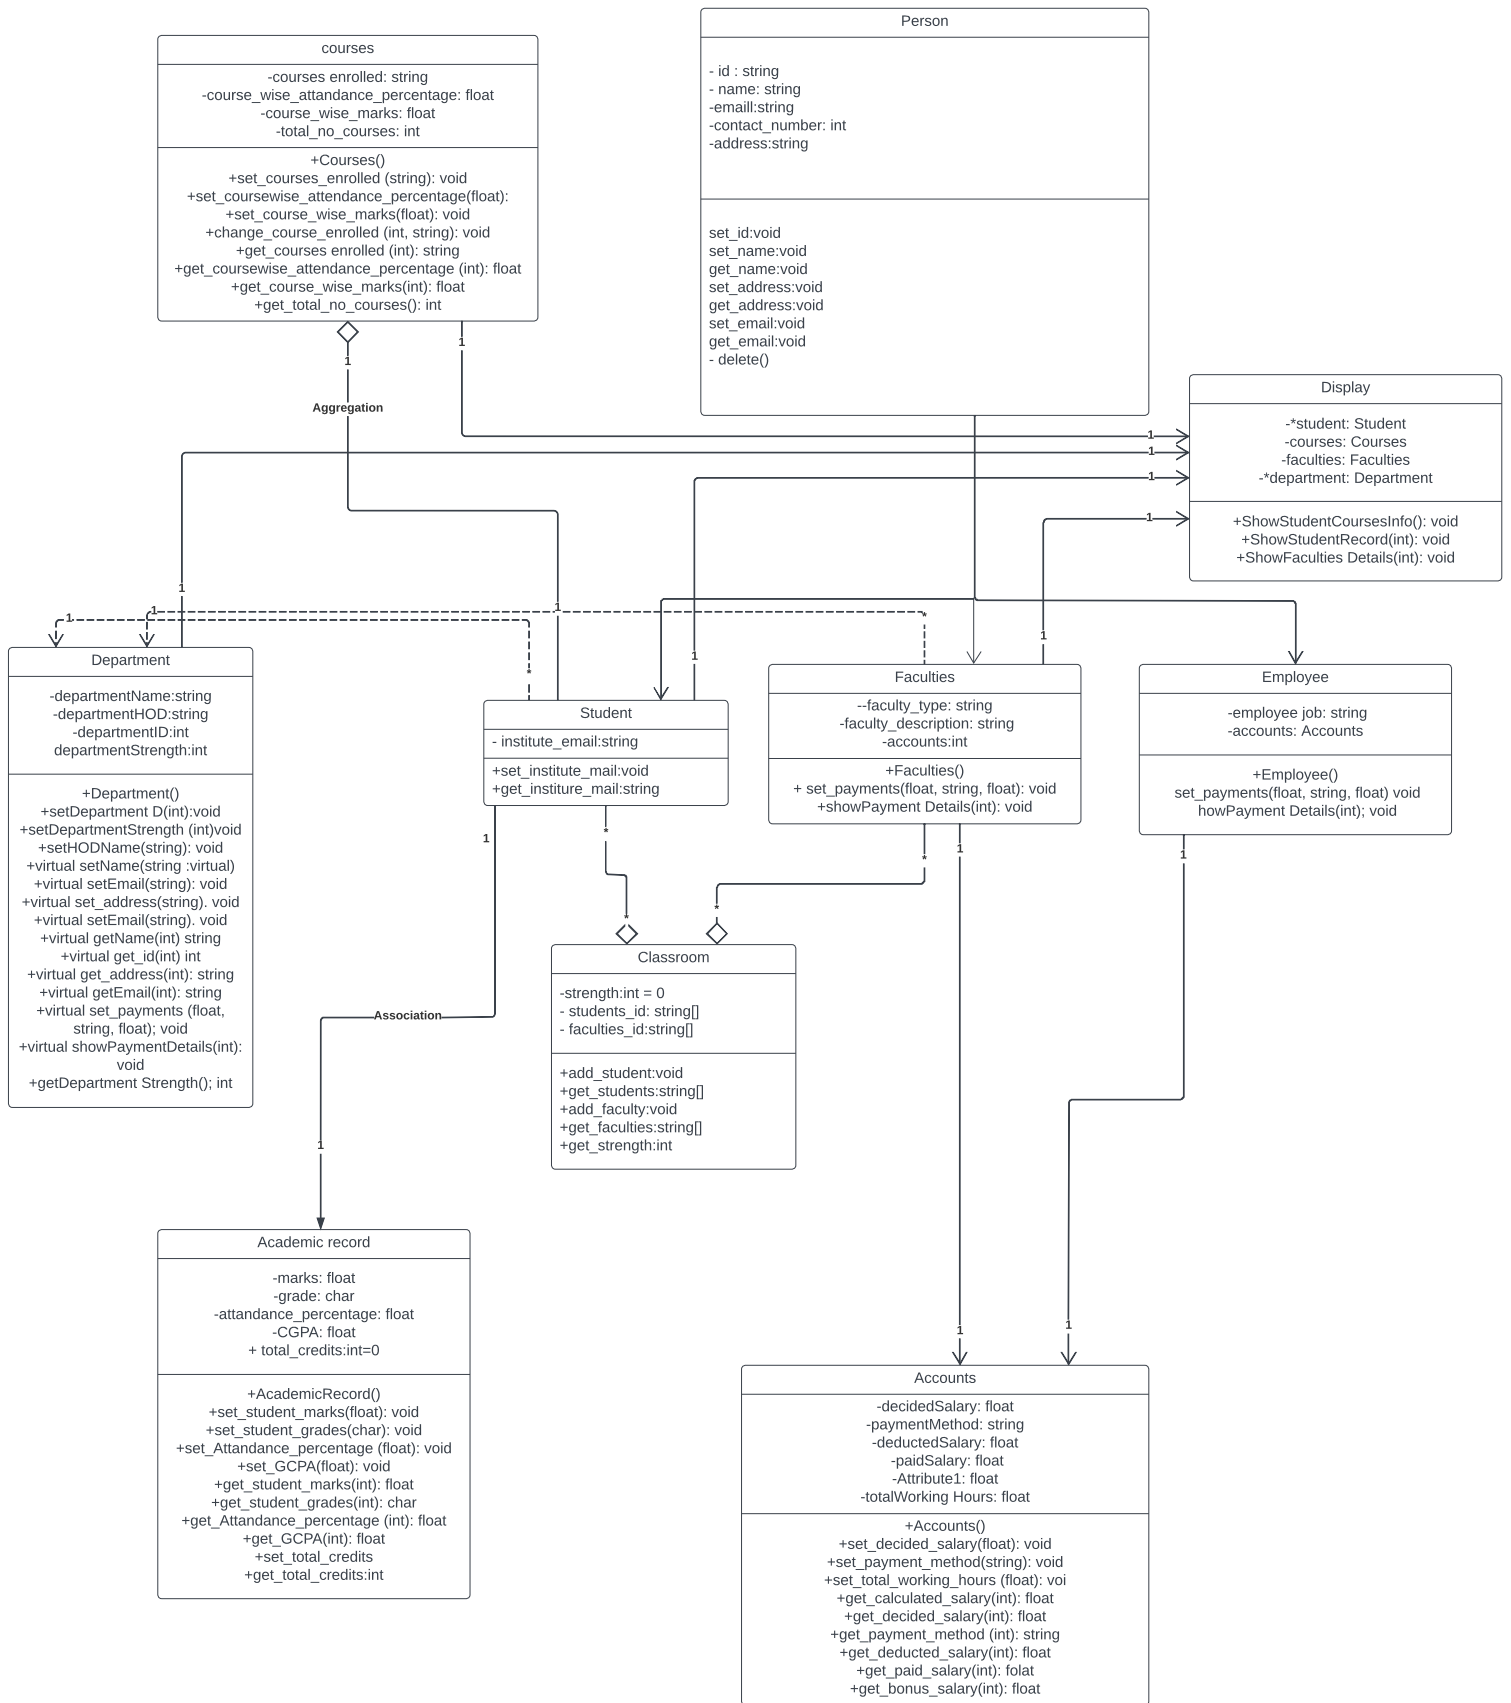 courses
-courses enrolled: string
-course_wise_attandance_percentage: float
-course_wise_marks: float
-total_no_courses: int
+Courses()
+set_courses_enrolled (string): void
+set_coursewise_attendance_percentage(float):
+set_course_wise_marks(float): void
+change_course_enrolled (int, string): void
+get_courses enrolled (int): string
+get_coursewise_attendance_percentage (int): float
+get_course_wise_marks(int): float
+get_total_no_courses(): int
Person
- id : string
- name: string
-emaill:string
-contact_number: int
-address:string
set_id:void
set_name:void
get_name:void
set_address:void
get_address:void
set_email:void
get_email:void
- delete()
1
1
Aggregation
Display
-*student: Student
-courses: Courses
-faculties: Faculties
-*department: Department
+ShowStudentCoursesInfo(): void
+ShowStudentRecord(int): void
+ShowFaculties Details(int): void
1
1
1
1
1
1
1
1
*
*
1
1
Department
-departmentName:string
-departmentHOD:string
-departmentID:int
departmentStrength:int
+Department()
+setDepartment D(int):void
+setDepartmentStrength (int)void
+setHODName(string): void
+virtual setName(string :virtual)
+virtual setEmail(string): void
+virtual set_address(string). void
+virtual setEmail(string). void
+virtual getName(int) string
+virtual get_id(int) int
+virtual get_address(int): string
+virtual getEmail(int): string
+virtual set_payments (float,
string, float); void
+virtual showPaymentDetails(int):
void
+getDepartment Strength(); int
Student
- institute_email:string
+set_institute_mail:void
+get_institure_mail:string
Faculties
--faculty_type: string
-faculty_description: string
-accounts:int
+Faculties()
+ set_payments(float, string, float): void
+showPayment Details(int): void
Employee
-employee job: string
-accounts: Accounts
+Employee()
set_payments(float, string, float) void
howPayment Details(int); void
1
*
*
1
1
*
*
Classroom
-strength:int = 0
- students_id: string[]
- faculties_id:string[]
+add_student:void
+get_students:string[]
+add_faculty:void
+get_faculties:string[]
+get_strength:int
Association
1
1
1
Academic record
-marks: float
-grade: char
-attandance_percentage: float
-CGPA: float
+ total_credits:int=0
+AcademicRecord()
+set_student_marks(float): void
+set_student_grades(char): void
+set_Attandance_percentage (float): void
+set_GCPA(float): void
+get_student_marks(int): float
+get_student_grades(int): char
+get_Attandance_percentage (int): float
+get_GCPA(int): float
+set_total_credits
+get_total_credits:int
Accounts
-decidedSalary: float
-paymentMethod: string
-deductedSalary: float
-paidSalary: float
-Attribute1: float
-totalWorking Hours: float
+Accounts()
+set_decided_salary(float): void
+set_payment_method(string): void
+set_total_working_hours (float): voi
+get_calculated_salary(int): float
+get_decided_salary(int): float
+get_payment_method (int): string
+get_deducted_salary(int): float
+get_paid_salary(int): folat
+get_bonus_salary(int): float